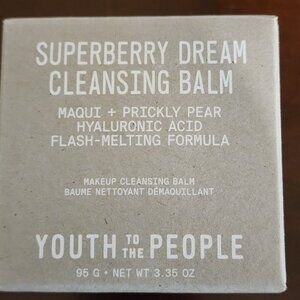 SUPERBERRY DREAM
CLEANSING BALM
MAQUI + PRICKLY PEAR
HYALURONIC ACID
FLASH-MELTING FORMULA
MAKEUP CLEANSING BALM
BAUME NETTOYANT DÉMAQUILLANT
YOUTH TO THE PEOPLE
95 G • NET WT 3.35 OZ